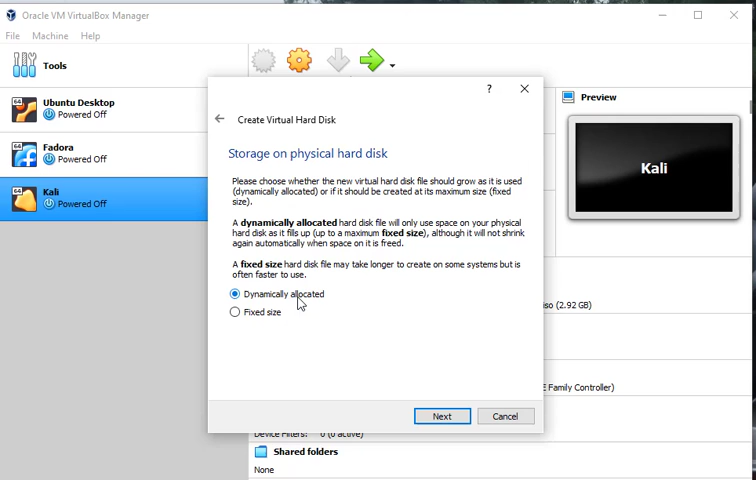 Oracle VM VirtualBox Manager
File Machine Help
Tools
64
Ubuntu Desktop
Powered Off
64
Fadora
Powered Off
64
Kali
Powered Off
?
Create Virtual Hard Disk
Storage on physical hard disk
Please choose whether the new virtual hard disk file should grow as it is used
(dynamically allocated) or if it should be created at its maximum size (fixed
size).
A dynamically allocated hard disk file will only use space on your physical
hard disk as it fills up (up to a maximum fixed size), although it will not shrink
again automatically when space on it is freed.
A fixed size hard disk file may take longer to create on some systems but is
often faster to use.
Dynamically allocated
Fixed size
Next Cancel
Preview
Kali
iso (2.92 GB)
E Family Controller)
Device Filters: 0 (0 active)
Shared folders
None